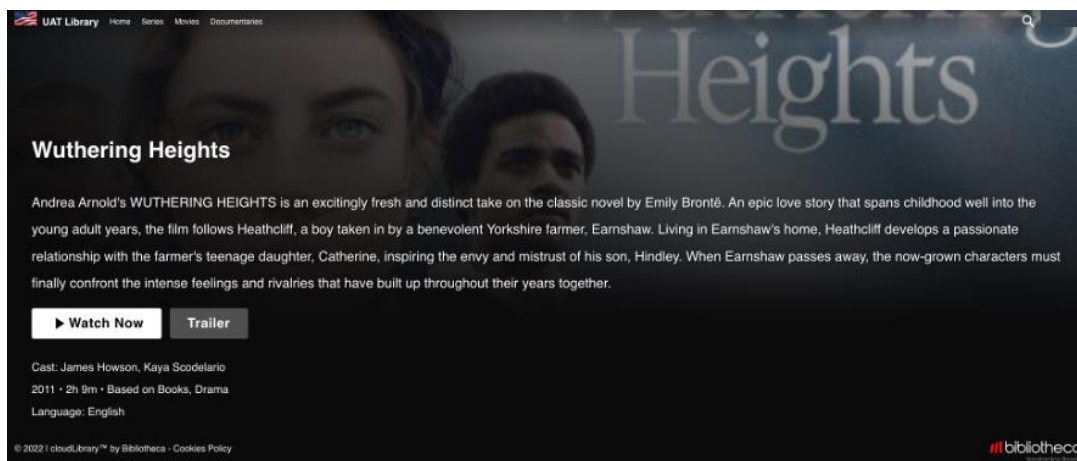 UAT Library Home Series Movies Documentaries
Heights
Wuthering Heights
Andrea Arnold's WUTHERING HEIGHTS is an excitingly fresh and distinct take on the classic novel by Emily Brontë. An epic love story that spans childhood well into the
young adult years, the film follows Heathcliff, a boy taken in by a benevolent Yorkshire farmer, Earnshaw. Living in Earnshaw's home, Heathcliff develops a passionate
relationship with the farmer's teenage daughter, Catherine, inspiring the envy and mistrust of his son, Hindley. When Earnshaw passes away, the now-grown characters must
finally confront the intense feelings and rivalries that have built up throughout their years together.
Watch Now Trailer
Cast: James Howson, Kaya Scodelario
2011 • 2h 9m • Based on Books, Drama
Language: English
© 2022 | cloudLibrary™ by Bibliotheca - Cookies Policy
bibliotheca